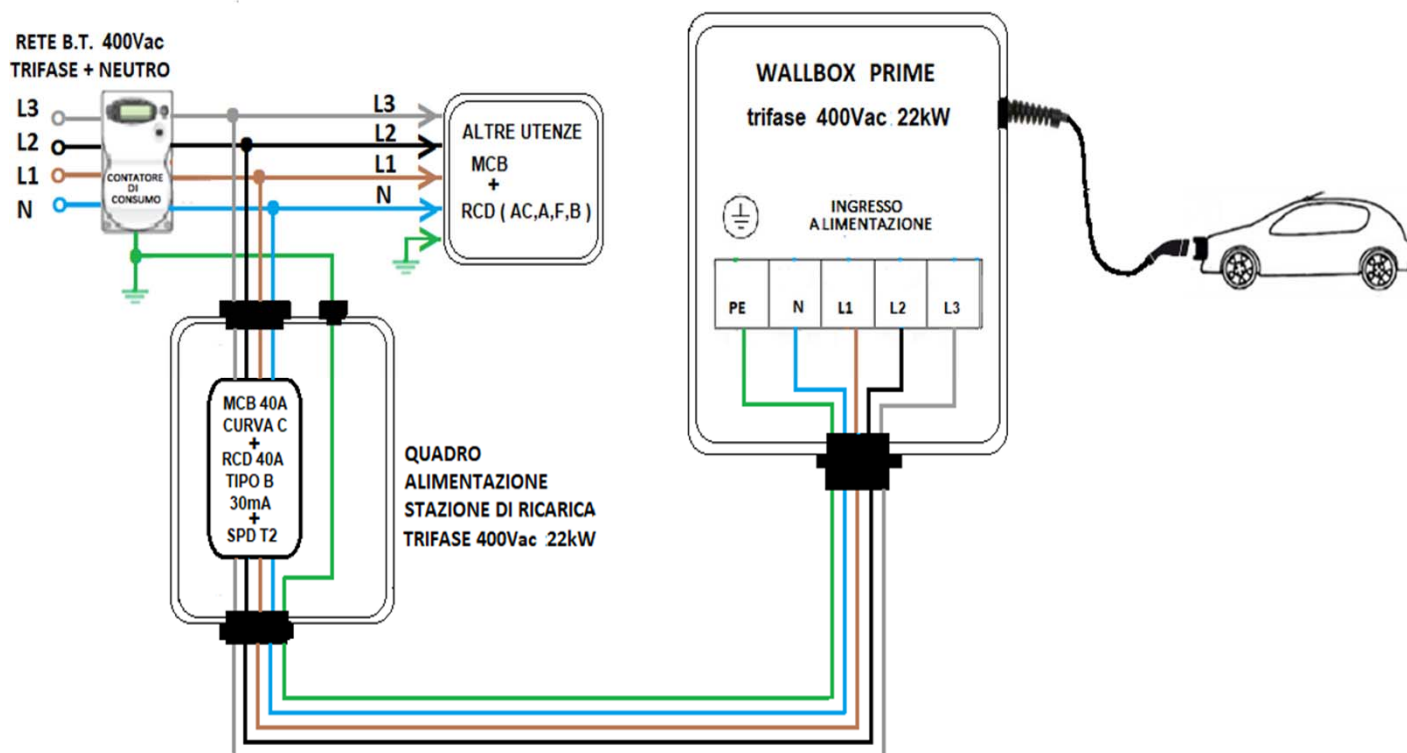 RETE B.T. 400Vac
TRIFASE + NEUTRO
L3
L2
L1
N
CONTATORE
DI
CONSUMO
L3
L2
L1
N
ALTRE UTENZE
MCB
+
RCD ( AC,A,F,B )
MCB 40A
CURVA C
+
RCD 40A
TIPO B
30mA
+
SPD T2
QUADRO
ALIMENTAZIONE
STAZIONE DI RICARICA
TRIFASE 400Vac 22kW
WALLBOX PRIME
trifase 400Vac 22kW
INGRESSO
ALIMENTAZIONE
PE N L1 L2 L3